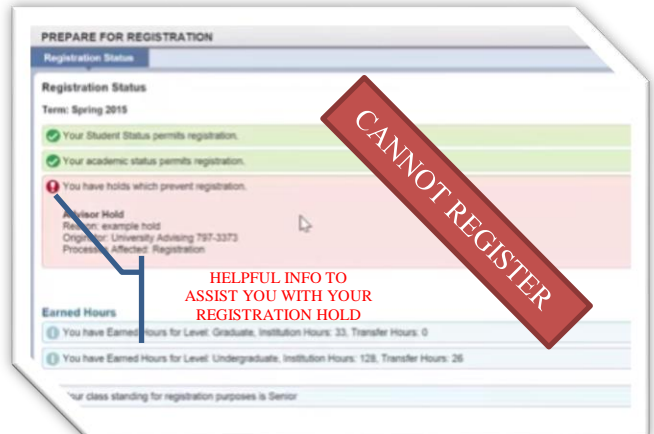 PREPARE FOR REGISTRATION
Registration Status
Registration Status
Term: Spring 2015
Your Student Status permits registration.
Your academic status permits registration.
You have holds which prevent registration.
Advisor Hold
Reason: example hold
Originator: University Advising 797-3373
Processes Affected: Registration
CANNOT REGISTER
HELPFUL INFO TO
ASSIST YOU WITH YOUR
REGISTRATION HOLD
Earned Hours
You have Earned Hours for Level: Graduate, Institution Hours: 33, Transfer Hours: 0
You have Earned Hours for Level: Undergraduate, Institution Hours: 128, Transfer Hours: 26
Your class standing for registration purposes is Senior